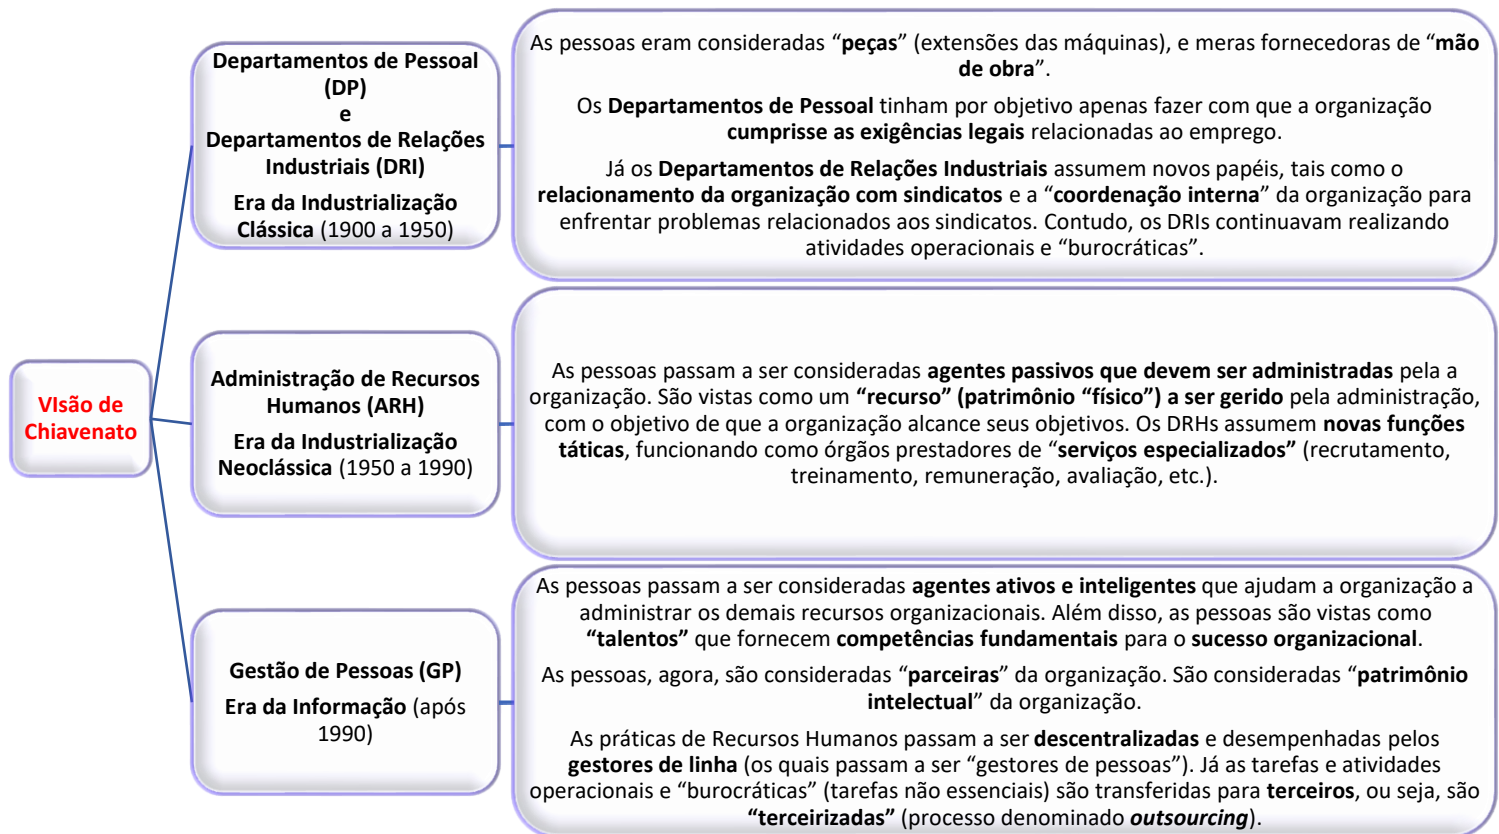 VIsão de
Chiavenato
Departamentos de Pessoal
(DP)
e
Departamentos de Relações
Industriais (DRI)
Era da Industrialização
Clássica (1900 a 1950)
As pessoas eram consideradas “peças” (extensões das máquinas), e meras fornecedoras de “mão
de obra”.
Os Departamentos de Pessoal tinham por objetivo apenas fazer com que a organização
cumprisse as exigências legais relacionadas ao emprego.
Já os Departamentos de Relações Industriais assumem novos papéis, tais como o
relacionamento da organização com sindicatos e a “coordenação interna” da organização para
enfrentar problemas relacionados aos sindicatos. Contudo, os DRIs continuavam realizando
atividades operacionais e “burocráticas”.
Administração de Recursos
Humanos (ARH)
Era da Industrialização
Neoclássica (1950 a 1990)
As pessoas passam a ser consideradas agentes passivos que devem ser administradas pela a
organização. São vistas como um “recurso” (patrimônio “físico”) a ser gerido pela administração,
com o objetivo de que a organização alcance seus objetivos. Os DRHs assumem novas funções
táticas, funcionando como órgãos prestadores de “serviços especializados” (recrutamento,
treinamento, remuneração, avaliação, etc.).
Gestão de Pessoas (GP)
Era da Informação (após
1990)
As pessoas passam a ser consideradas agentes ativos e inteligentes que ajudam a organização a
administrar os demais recursos organizacionais. Além disso, as pessoas são vistas como
“talentos” que fornecem competências fundamentais para o sucesso organizacional.
As pessoas, agora, são consideradas “parceiras” da organização. São consideradas “patrimônio
intelectual” da organização.
As práticas de Recursos Humanos passam a ser descentralizadas e desempenhadas pelos
gestores de linha (os quais passam a ser “gestores de pessoas”). Já as tarefas e atividades
operacionais e “burocráticas” (tarefas não essenciais) são transferidas para terceiros, ou seja, são
“terceirizadas” (processo denominado outsourcing).